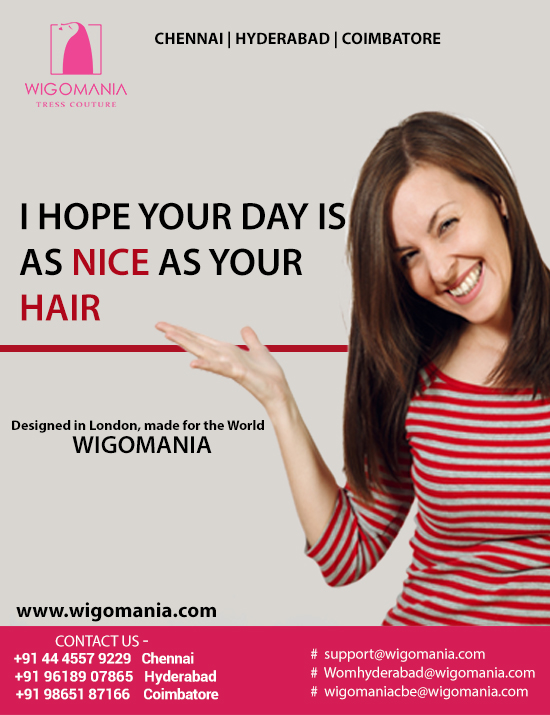 CHENNAI | HYDERABAD | COIMBATORE
WIGOMANIA
TRESS COUTURE
I HOPE YOUR DAY IS
AS NICE AS YOUR
HAIR
Designed in London, made for the World
WIGOMANIA
www.wigomania.com
CONTACT US -
+91 44 4557 9229 Chennai
+91 96189 07865 Hyderabad
+91 98651 87166 Coimbatore
# support@wigomania.com
# Womhyderabad@wigomania.com
# wigomaniacbe@wigomania.com